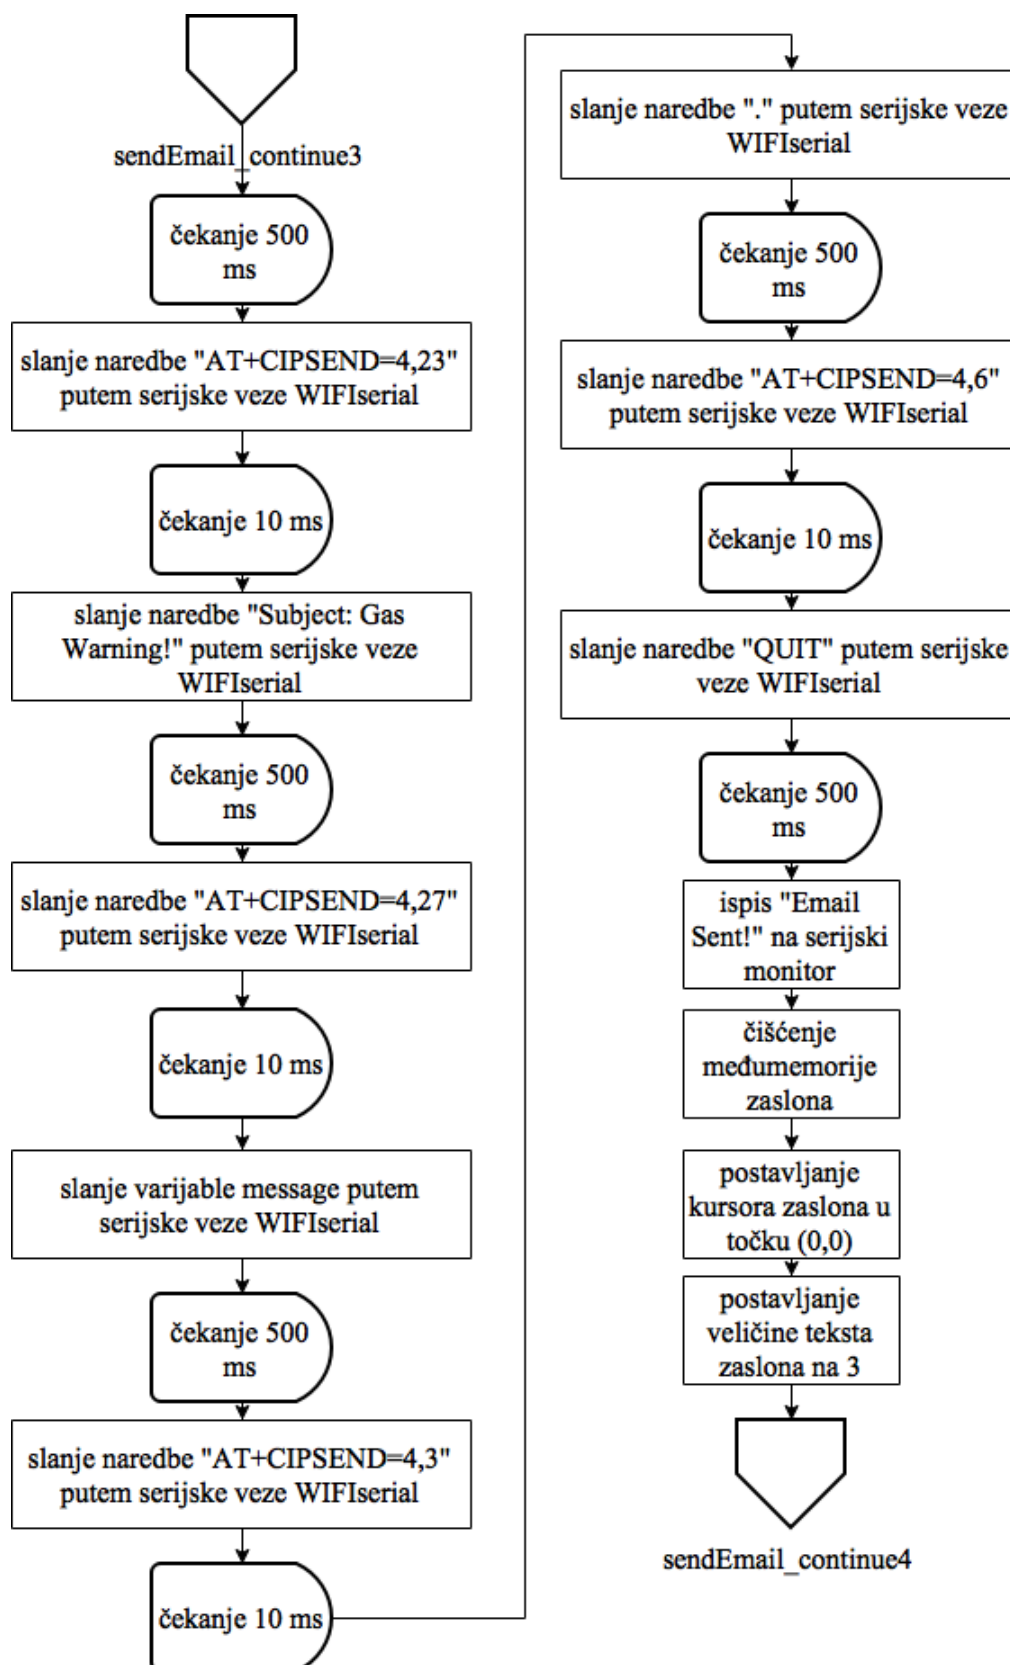 sendEmail_continue3
čekanje 500
ms
slanje naredbe "AT+CIPSEND=4,23"
putem serijske veze WIFIserial
čekanje 10 ms
slanje naredbe "Subject: Gas
Warning!" putem serijske veze
WIFIserial
čekanje 500
ms
slanje naredbe "AT+CIPSEND=4,27"
putem serijske veze WIFIserial
čekanje 10 ms
slanje varijable message putem
serijske veze WIFIserial
čekanje 500
ms
slanje naredbe "AT+CIPSEND=4,3"
putem serijske veze WIFIserial
čekanje 10 ms
slanje naredbe "." putem serijske veze
WIFIserial
čekanje 500
ms
slanje naredbe "AT+CIPSEND=4,6"
putem serijske veze WIFIserial
čekanje 10 ms
slanje naredbe "QUIT" putem serijske
veze WIFIserial
čekanje 500
ms
ispis "Email
Sent!" na serijski
monitor
čišćenje
međumemorije
zaslona
postavljanje
kursora zaslona u
točku (0,0)
postavljanje
veličine teksta
zaslona na 3
sendEmail_continue4